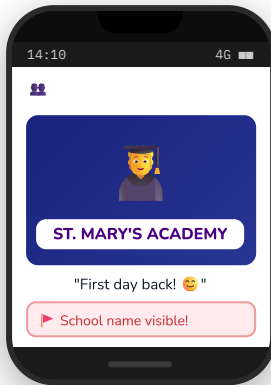 14:10 4G
ST. MARY'S ACADEMY
"First day back! 😊"
School name visible!